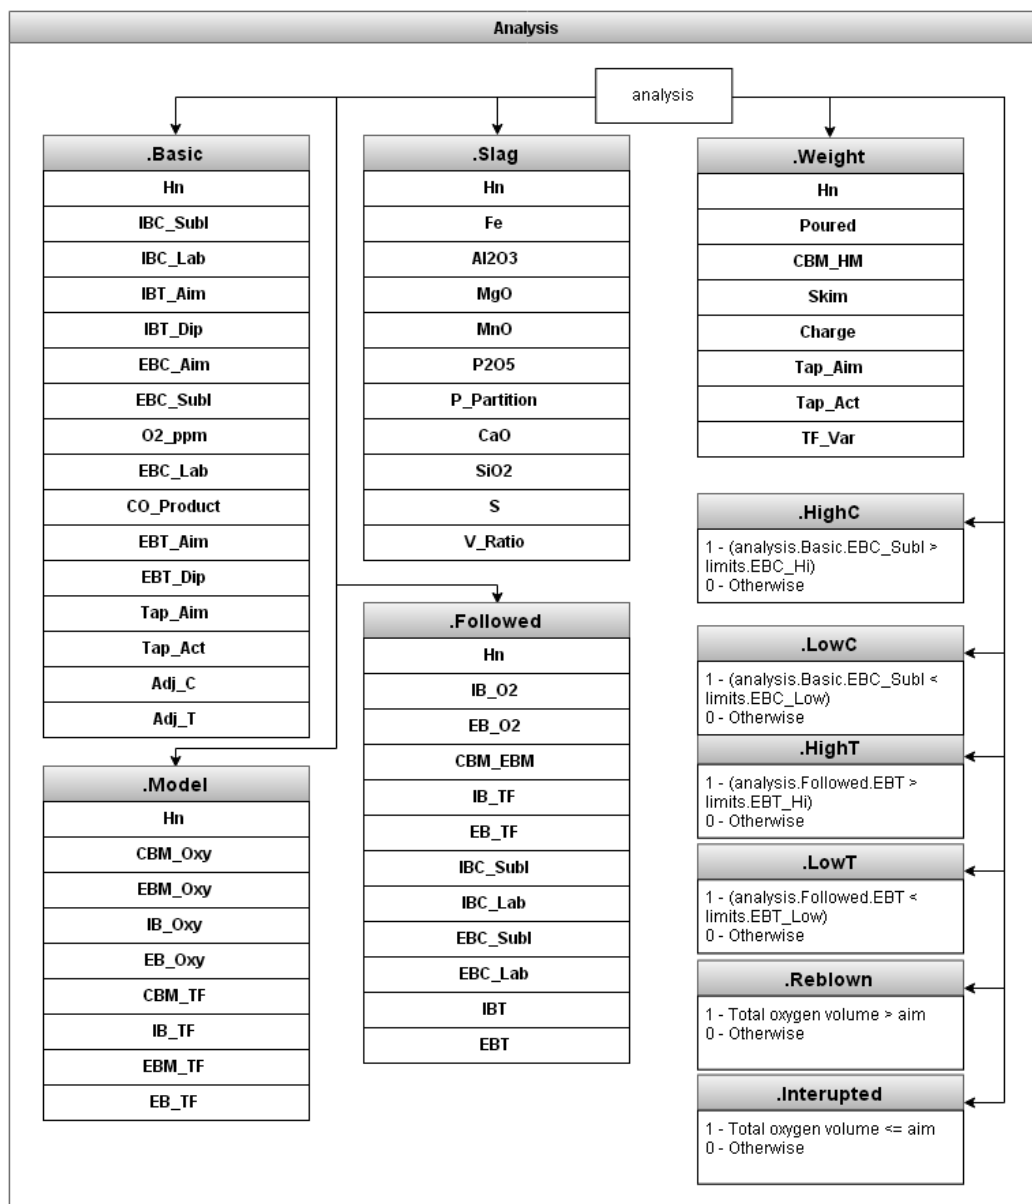 Analysis
analysis
.Basic
Hn
IBC_Subl
IBC_Lab
IBT_Aim
IBT_Dip
EBC_Aim
EBC_Subl
O2_ppm
EBC_Lab
CO_Product
EBT_Aim
EBT_Dip
Tap_Aim
Tap_Act
Adj_C
Adj_T
.Model
Hn
CBM_Oxy
EBM_Oxy
IB_Oxy
EB_Oxy
CBM_TF
IB_TF
EBM_TF
EB_TF
.Slag
Hn
Fe
Al2O3
MgO
MnO
P2O5
P_Partition
CaO
SiO2
S
V_Ratio
.Followed
Hn
IB_O2
EB_O2
CBM_EBM
IB_TF
EB_TF
IBC_Subl
IBC_Lab
EBC_Subl
EBC_Lab
IBT
EBT
.Weight
Hn
Poured
CBM_HM
Skim
Charge
Tap_Aim
Tap_Act
TF_Var
.HighC
1 - (analysis.Basic.EBC_Subl >
limits.EBC_Hi)
0 - Otherwise
.LowC
1 - (analysis.Basic.EBC_Subl <
limits.EBC_Low)
0 - Otherwise
.HighT
1 - (analysis.Followed.EBT >
limits.EBT_Hi)
0 - Otherwise
.LowT
1 - (analysis.Followed.EBT <
limits.EBT_Low)
0 - Otherwise
.Reblown
1 - Total oxygen volume > aim
0 - Otherwise
.Interupted
1 - Total oxygen volume <= aim
0 - Otherwise